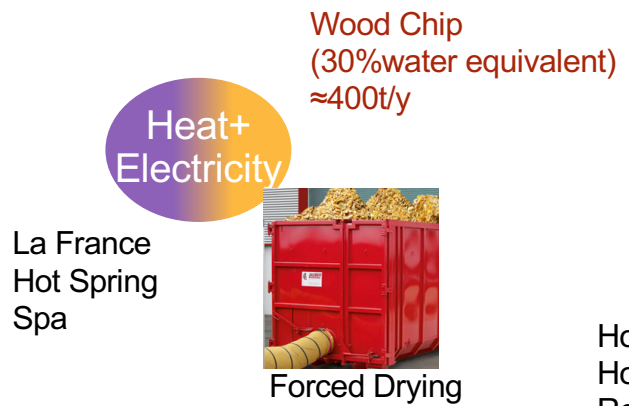 Wood Chip
(30%water equivalent)
≈400t/y
Heat+
Electricity
La France
Hot Spring
Spa
Forced Drying